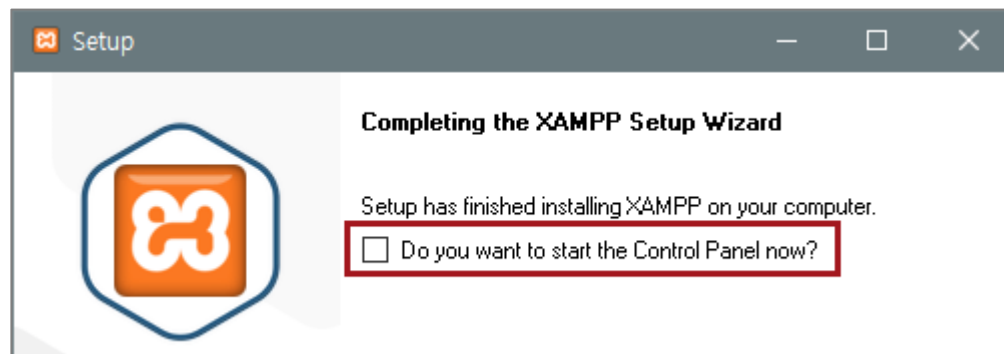 Setup
Completing the XAMPP Setup Wizard
Setup has finished installing XAMPP on your computer.
Do you want to start the Control Panel now?